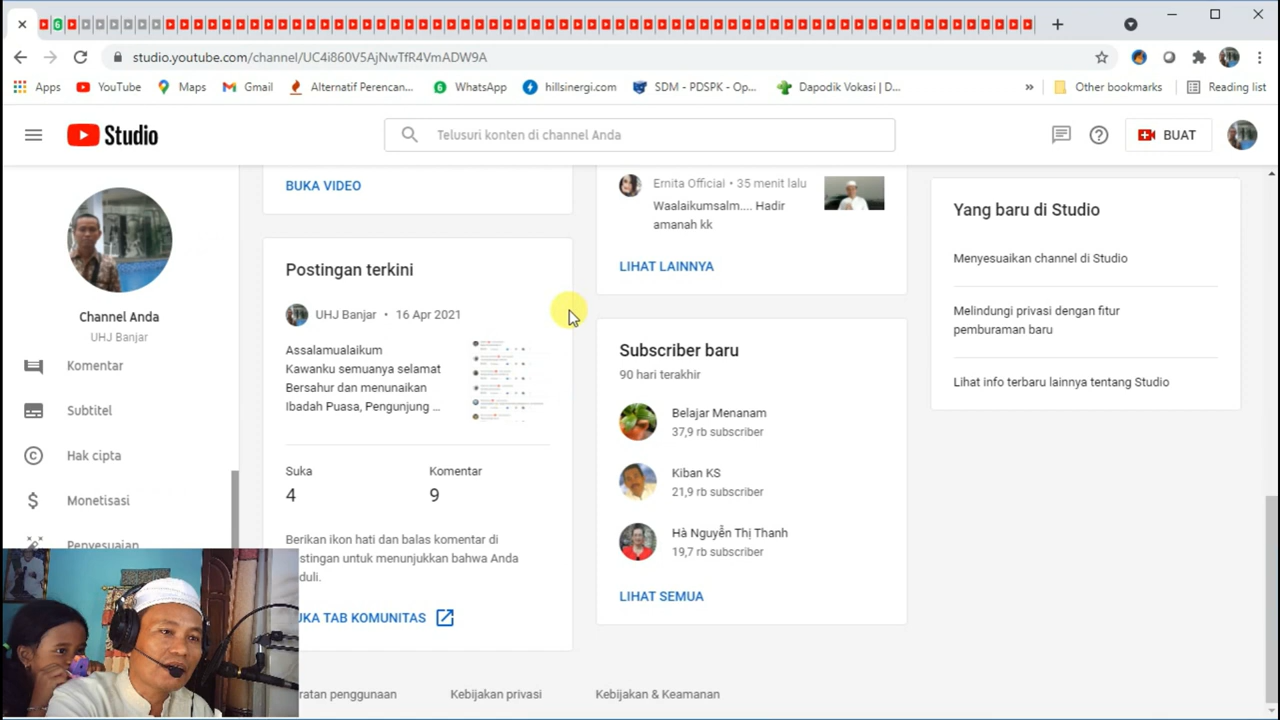 studio.youtube.com/channel/UC4i860V5AjNwTfR4VmADW9A
Apps YouTube Maps Gmail Alternatif Perencan... WhatsApp hillsinergi.com SDM - PDSPK - Op... Dapodik Vokasi | D... » Other bookmarks Reading list
Studio
Telusuri konten di channel Anda
BUAT
Channel Anda
UHJ Banjar
Komentar
Subtitel
Hak cipta
Monetisasi
Penyesuaian
BUKA VIDEO
Postingan terkini
UHJ Banjar • 16 Apr 2021
Assalamualaikum
Kawanku semuanya selamat
Bersahur dan menunaikan
Ibadah Puasa, Pengunjung ...
Suka Komentar
4 9
Berikan ikon hati dan balas komentar di
stingan untuk menunjukkan bahwa Anda
duli.
UKA TAB KOMUNITAS
Ernita Official • 35 menit lalu
Waalaikumsalm.... Hadir
amanah kk
LIHAT LAINNYA
Subscriber baru
90 hari terakhir
Belajar Menanam
37,9 rb subscriber
Kiban KS
21,9 rb subscriber
Hà Nguyễn Thị Thanh
19,7 rb subscriber
LIHAT SEMUA
Yang baru di Studio
Menyesuaikan channel di Studio
Melindungi privasi dengan fitur
pemburaman baru
Lihat info terbaru lainnya tentang Studio
ratan penggunaan Kebijakan privasi Kebijakan & Keamanan